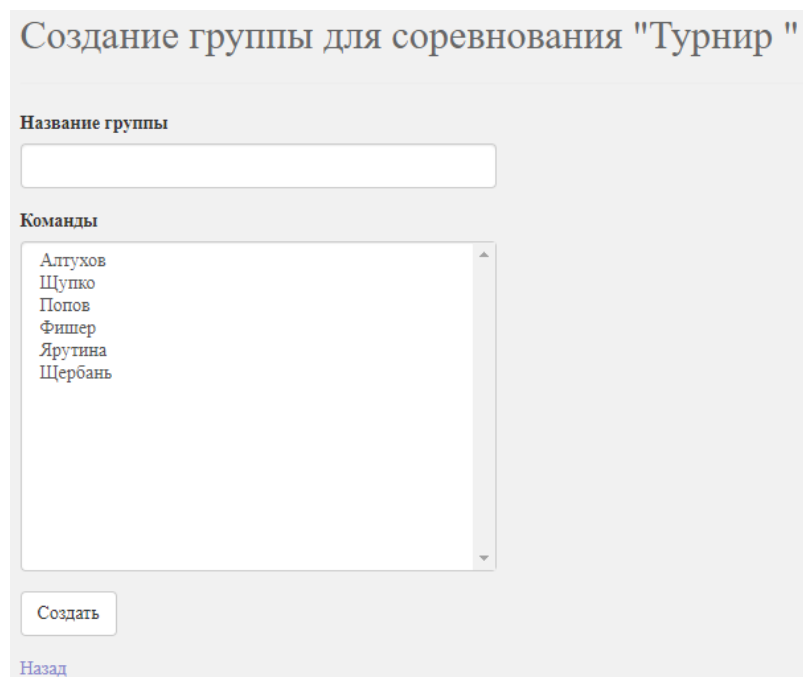 Создание группы для соревнования "Турнир "
Название группы
Команды
Алтухов
Щупко
Попов
Фишер
Ярутина
Щербань
Создать
Назад